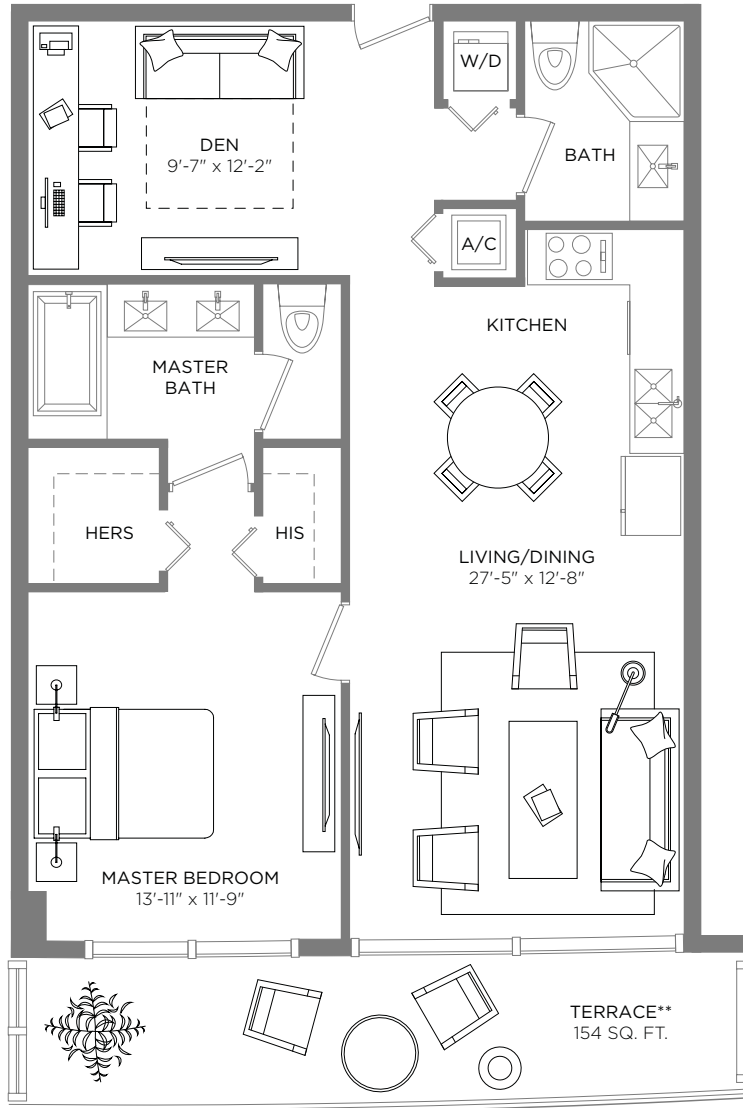 W/D
DEN
9'-7" x 12'-2"
BATH
A/C
KITCHEN
MASTER
BATH
HERS
HIS
LIVING/DINING
27'-5" x 12'-8"
MASTER BEDROOM
13'-11" x 11'-9"
TERRACE**
154 SQ. FT.